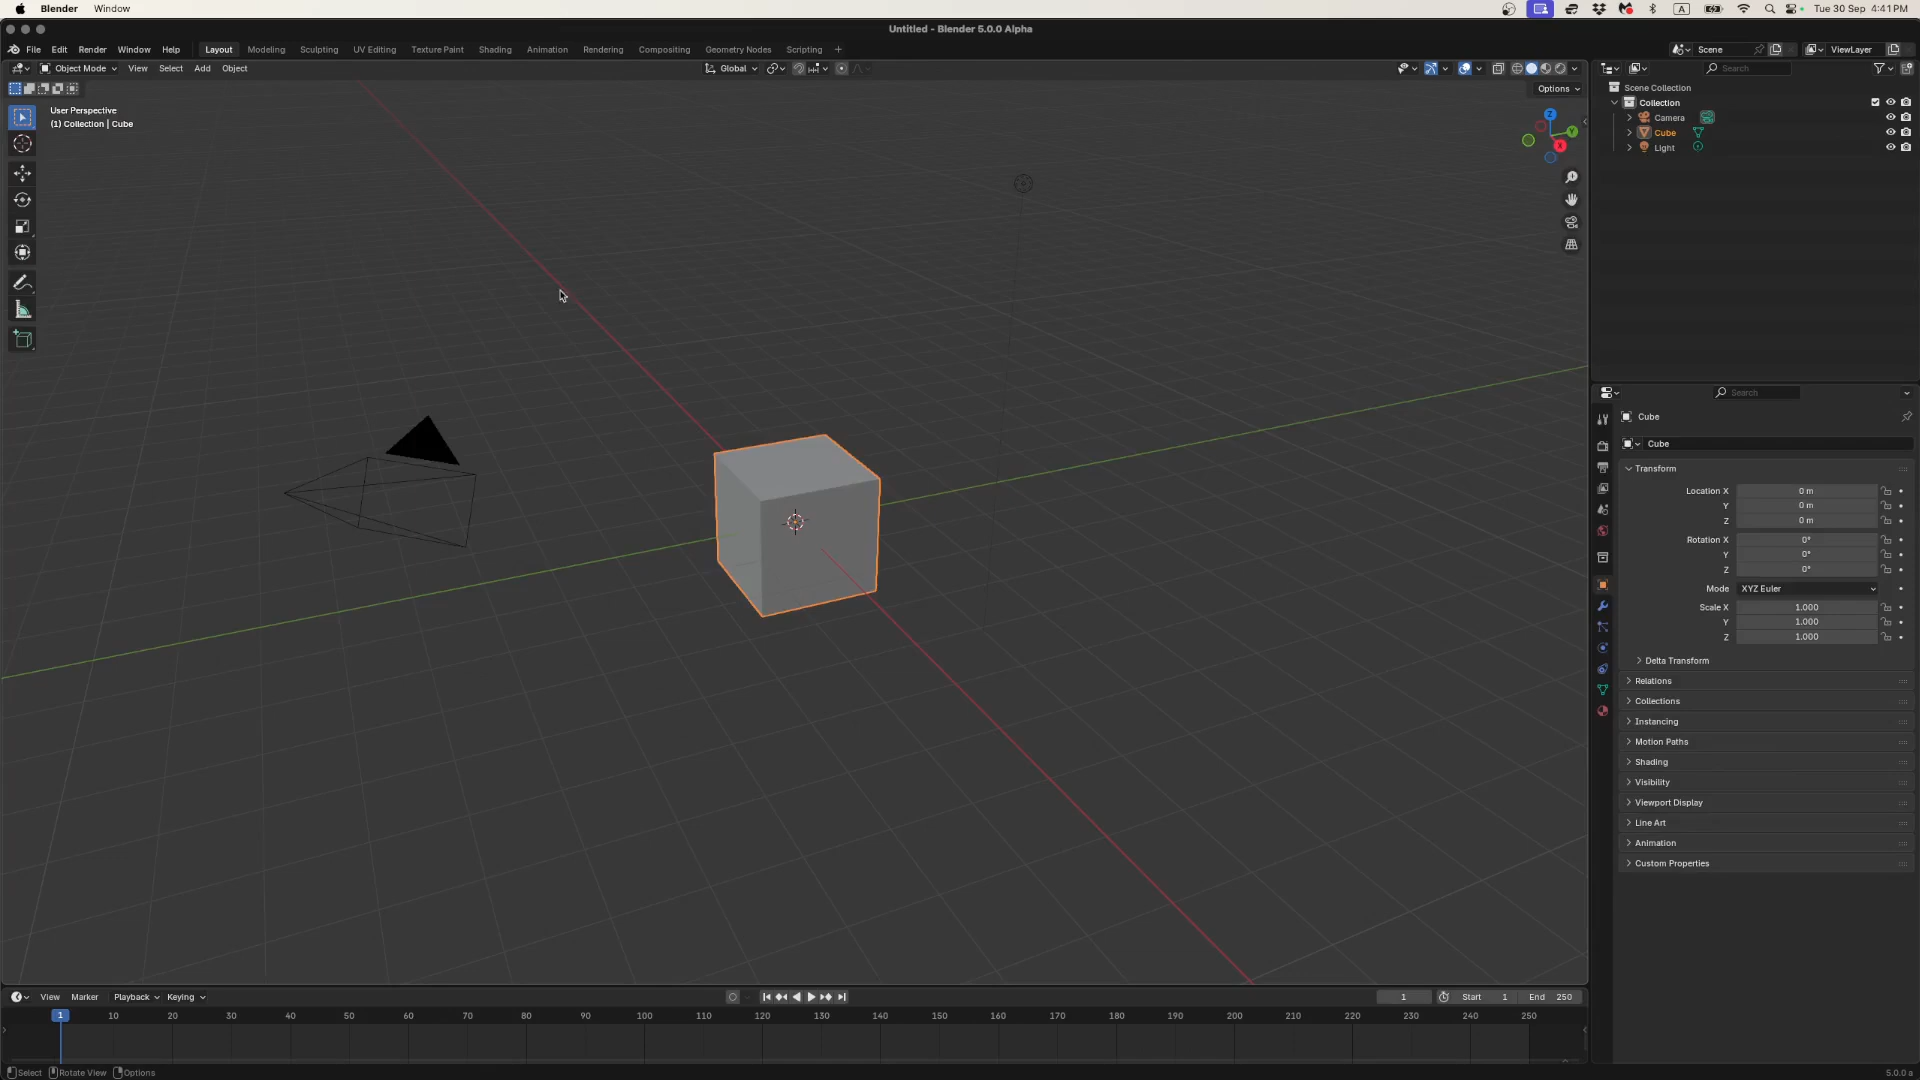 Blender Window
A Tue 30 Sep 4:41PM
Untitled - Blender 5.0.0 Alpha
File Edit Render Window Help Layout Modeling Sculpting UV Editing Texture Paint Shading Animation Rendering Compositing Geometry Nodes Scripting +
Scene ViewLayer
Object Mode View Select Add Object Global
Search
Options
User Perspective
(1) Collection | Cube
Z
Y
X
Scene Collection
Collection
Camera
Cube
Light
Search
Cube
Cube
Transform
Location X 0 m
Y 0 m
Z 0 m
Rotation X 0°
Y 0°
Z 0°
Mode XYZ Euler
Scale X 1.000
Y 1.000
Z 1.000
Delta Transform
Relations
Collections
Instancing
Motion Paths
Shading
Visibility
Viewport Display
Line Art
Animation
Custom Properties
View Marker Playback Keying 1 Start 1 End 250
1 10 20 30 40 50 60 70 80 90 100 110 120 130 140 150 160 170 180 190 200 210 220 230 240 250
Select Rotate View Options
5.0.0 a